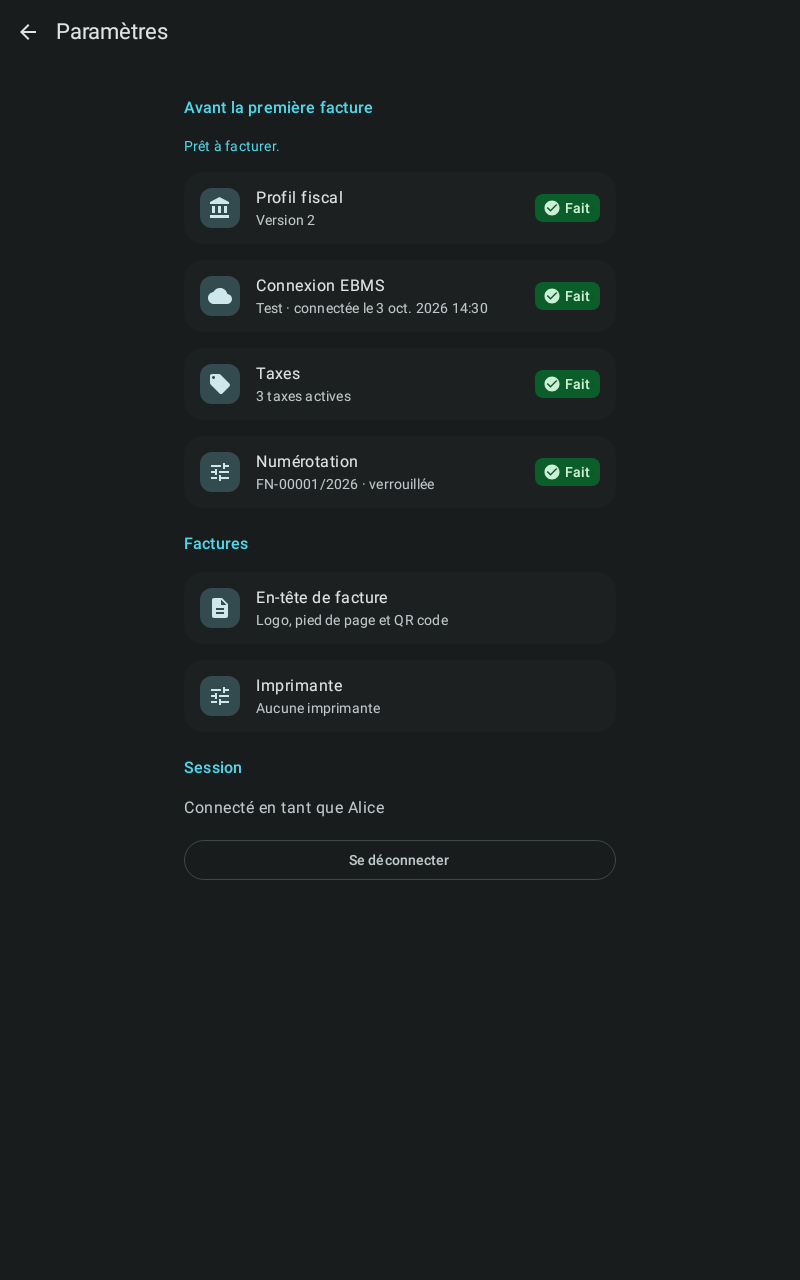 Paramètres
Avant la première facture
Prêt à facturer.
Profil fiscal
Version 2
Fait
Connexion EBMS
Test · connectée le 3 oct. 2026 14:30
Fait
Taxes
3 taxes actives
Fait
Numérotation
FN-00001/2026 · verrouillée
Fait
Factures
En-tête de facture
Logo, pied de page et QR code
Imprimante
Aucune imprimante
Session
Connecté en tant que Alice
Se déconnecter